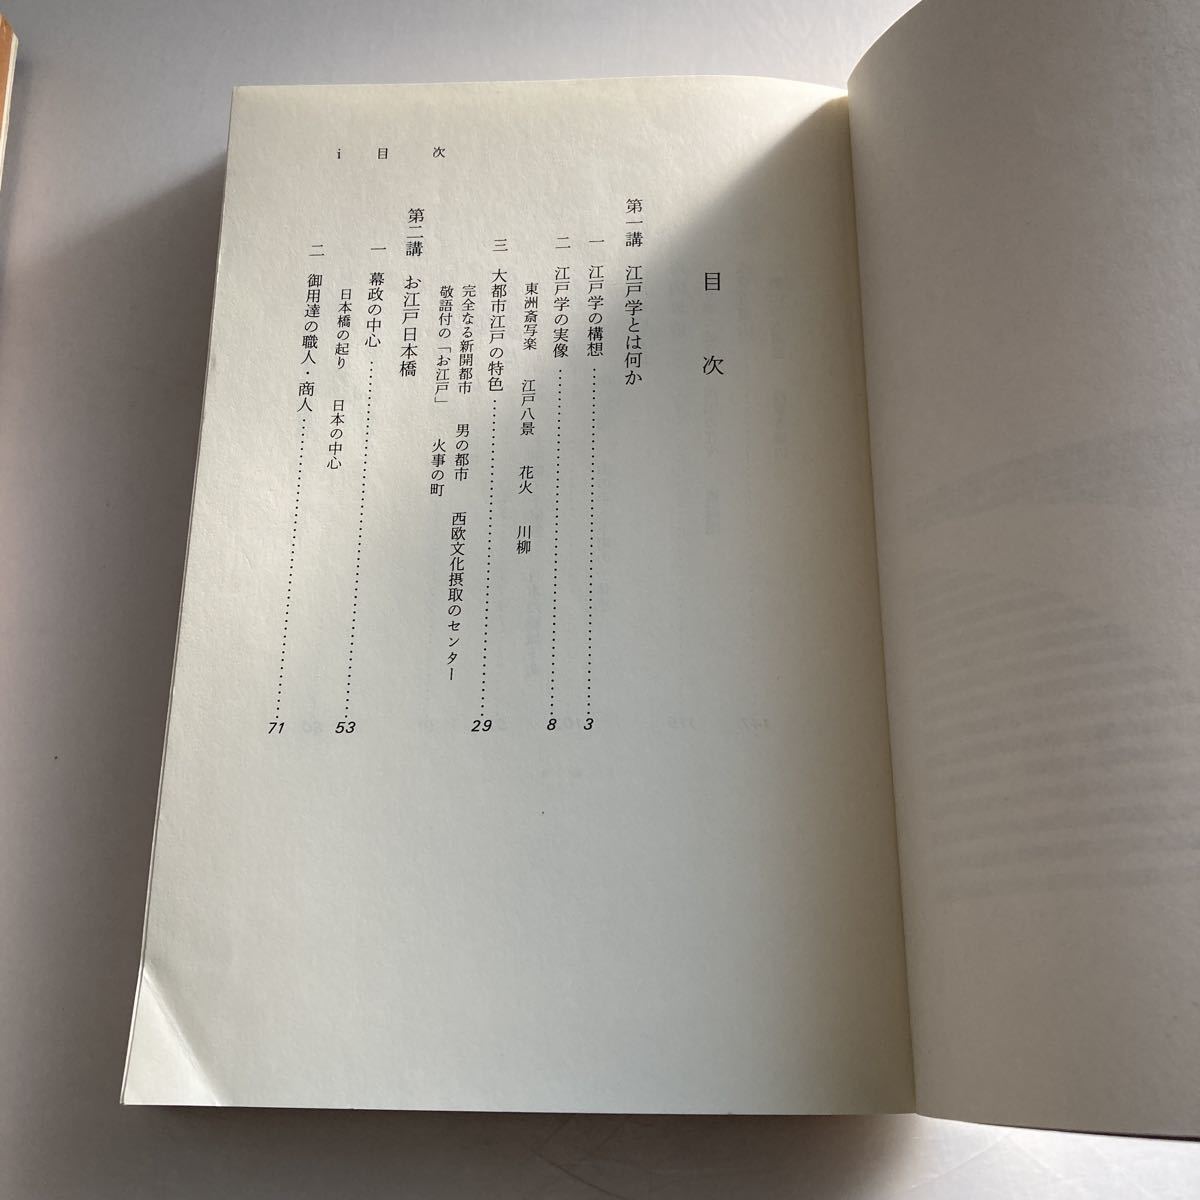 i 目次
目次
第一講 江戸学とは何か
一 江戸学の構想……3
二 江戸学の実像……8
東洲斎写楽 江戸八景 花火 川柳
三 大都市江戸の特色……29
完全なる新開都市 男の都市 西欧文化摂取のセンター
敬語付の「お江戸」 火事の町
第二講 お江戸日本橋
一 幕政の中心……53
日本橋の起り 日本の中心
二 御用達の職人・商人……71